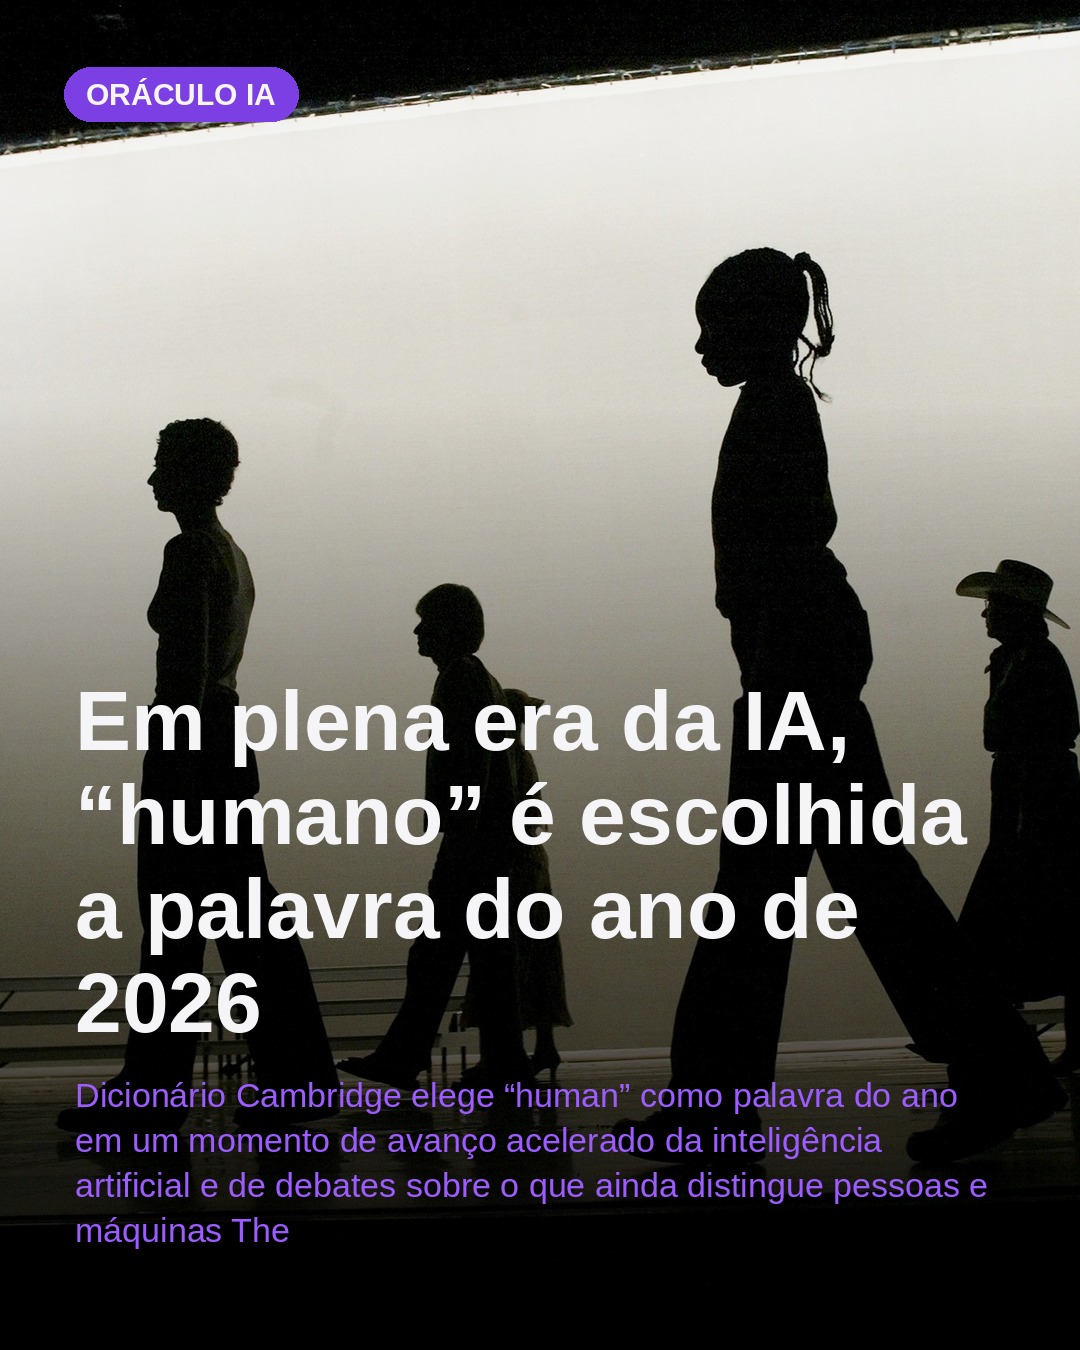 ORÁCULO IA
Em plena era da IA,
“humano” é escolhida
a palavra do ano de
2026
Dicionário Cambridge elege “human” como palavra do ano
em um momento de avanço acelerado da inteligência
artificial e de debates sobre o que ainda distingue pessoas e
máquinas The